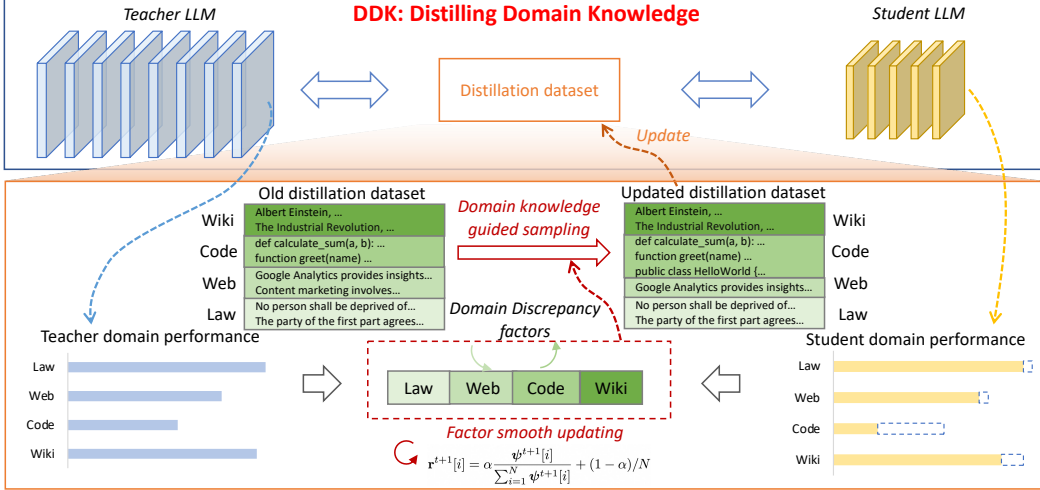 Teacher LLM
DDK: Distilling Domain Knowledge
Student LLM
Distillation dataset
Update
Old distillation dataset
Updated distillation dataset
Wiki
Code
Web
Law
Albert Einstein, ...
The Industrial Revolution, ...
def calculate_sum(a, b): ...
function greet(name) ...
Google Analytics provides insights...
Content marketing involves...
No person shall be deprived of...
The party of the first part agrees...
Domain knowledge
guided sampling
Albert Einstein, ...
The Industrial Revolution, ...
def calculate_sum(a, b): ...
function greet(name) ...
public class HelloWorld {...
Google Analytics provides insights...
No person shall be deprived of...
The party of the first part agrees...
Wiki
Code
Web
Law
Domain Discrepancy
factors
Teacher domain performance
Law
Web
Code
Wiki
Law Web Code Wiki
Factor smooth updating
𝐫^{t+1}[i] = α \frac{𝝍^{t+1}[i]}{\sum_{i=1}^{N} 𝝍^{t+1}[i]} + (1 − α)/N
Student domain performance
Law
Web
Code
Wiki